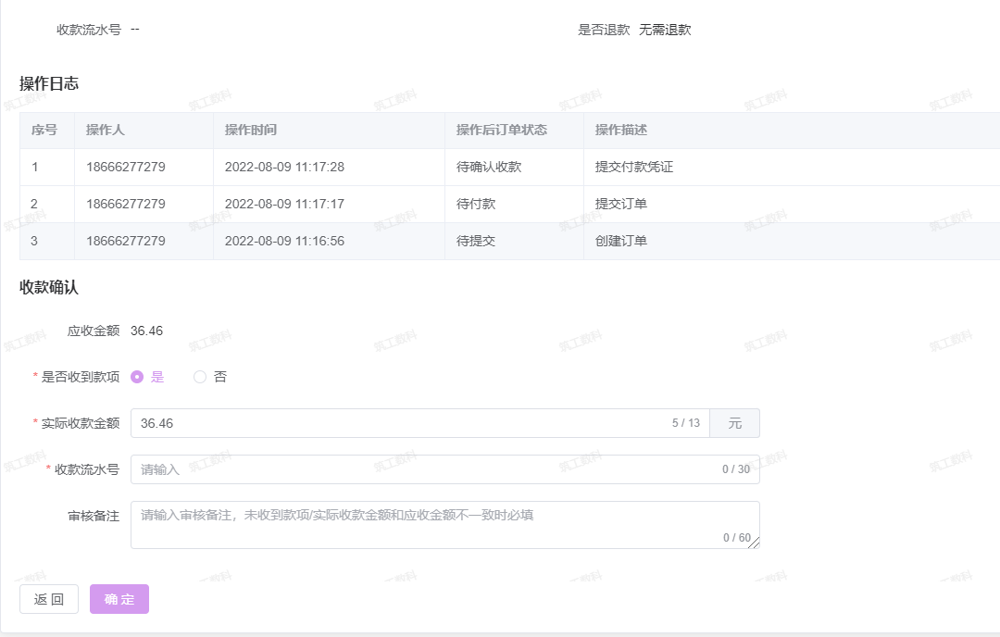 收款流水号 -- 是否退款 无需退款
操作日志
序号 操作人 操作时间 操作后订单状态 操作描述
1 18666277279 2022-08-09 11:17:28 待确认收款 提交付款凭证
2 18666277279 2022-08-09 11:17:17 待付款 提交订单
3 18666277279 2022-08-09 11:16:56 待提交 创建订单
收款确认
应收金额 36.46
* 是否收到款项 是 否
* 实际收款金额 36.46 5 / 13 元
* 收款流水号 请输入 0 / 30
审核备注 请输入审核备注，未收到款项/实际收款金额和应收金额不一致时必填
0 / 60
返 回 确 定
筑工数科